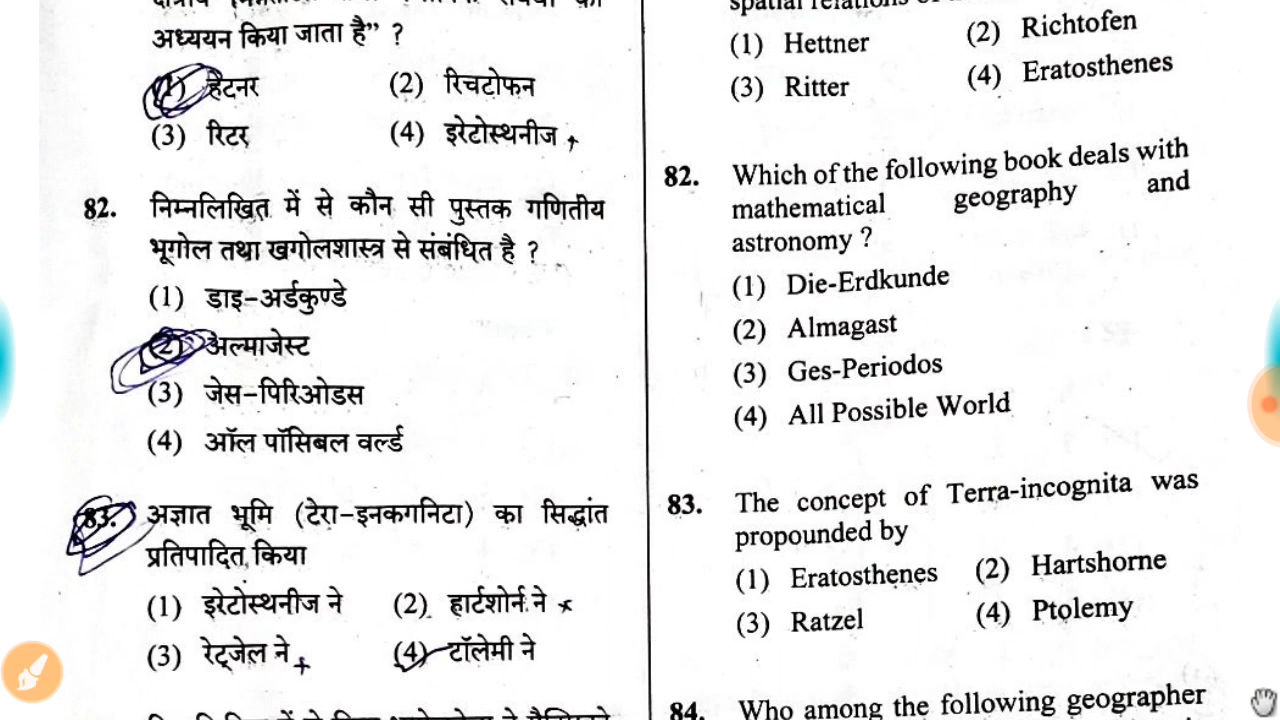 अध्ययन किया जाता है” ?
(1) हैटनर (2) रिचटोफन
(3) रिटर (4) इरेटोस्थनीज
82. निम्नलिखित में से कौन सी पुस्तक गणितीय
भूगोल तथा खगोलशास्त्र से संबंधित है ?
(1) डाइ-अर्डकुण्डे
(2) अल्माजेस्ट
(3) जेस-पिरिओडस
(4) ऑल पॉसिबल वर्ल्ड
83. अज्ञात भूमि (टेरा-इनकगनिटा) का सिद्धांत
प्रतिपादित किया
(1) इरेटोस्थनीज ने (2) हार्टशोर्न ने
(3) रेट्जेल ने (4) टॉलेमी ने
spatial relations of
(1) Hettner (2) Richtofen
(3) Ritter (4) Eratosthenes
82. Which of the following book deals with
mathematical geography and
astronomy ?
(1) Die-Erdkunde
(2) Almagast
(3) Ges-Periodos
(4) All Possible World
83. The concept of Terra-incognita was
propounded by
(1) Eratosthenes (2) Hartshorne
(3) Ratzel (4) Ptolemy
84. Who among the following geographer